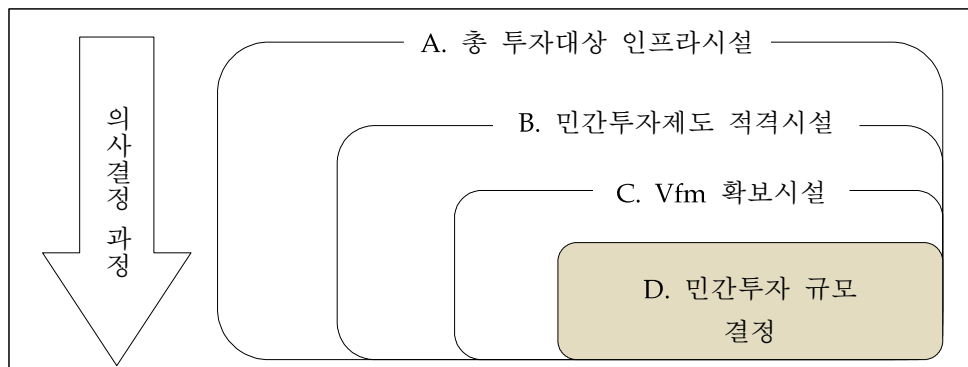 A. 총 투자대상 인프라시설
B. 민간투자제도 적격시설
C. Vfm 확보시설
D. 민간투자 규모
결정
의사결정 과정